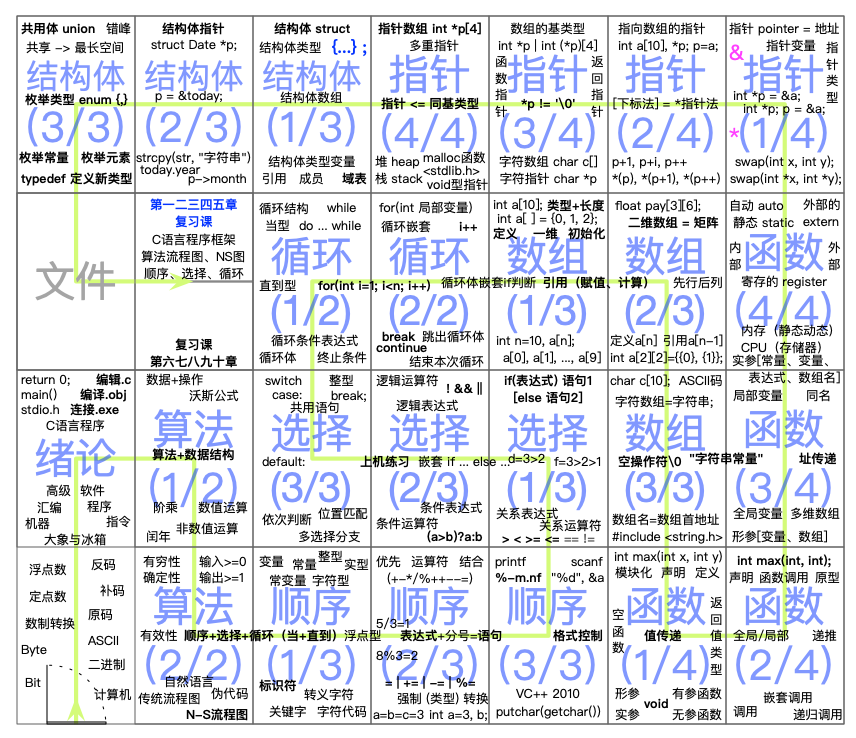 共用体 union 错峰
共享 –> 最长空间
结构体
枚举类型 enum {,}
(3/3)
枚举常量 枚举元素
typedef 定义新类型
结构体指针
struct Date *p;
结构体
p = &today;
(2/3)
strcpy(str, "字符串")
today.year
p–>month
结构体 struct
结构体类型 {...} ;
结构体
结构体数组
(1/3)
结构体类型变量
引用 成员 域表
指针数组 int *p[4]
多重指针
指针
指针 <= 同基类型
(4/4)
堆 heap malloc函数
<stdlib.h>
栈 stack void型指针
数组的基类型
int *p | int (*p)[4]
函数指针
指针
返回指针
*p != '\0'
(3/4)
字符数组 char c[]
字符指针 char *p
指向数组的指针
int a[10], *p; p=a;
指针
[下标法] = *指针法
(2/4)
p+1, p+i, p++
*(p), *(p+1), *(p++)
指针 pointer = 地址
& 指针变量
指针
指针类型
int *p = &a;
int *p; p = &a;
* (1/4)
swap(int x, int y);
swap(int *x, int *y);
文件
第一二三四五章
复习课
C语言程序框架
算法流程图、NS图
顺序、选择、循环
复习课
第六七八九十章
循环结构 while
当型 do ... while
循环
直到型 for(int i=1; i<n; i++)
(1/2)
循环条件表达式
循环体 终止条件
for(int 局部变量)
循环嵌套 i++
循环
循环体嵌套if判断
(2/2)
break 跳出循环体
continue
结束本次循环
int a[10]; 类型+长度
int a[ ] = {0, 1, 2};
定义 一维 初始化
数组
引用（赋值、计算）
(1/3)
int n=10, a[n];
a[0], a[1], ..., a[9]
float pay[3][6];
二维数组 = 矩阵
数组
先行后列
(2/3)
定义a[n] 引用a[n−1]
int a[2][2]={{0}, {1}};
自动 auto 外部的
静态 static extern
内部 函数 外部
寄存的 register
(4/4)
内存（静态动态）
CPU（存储器）
实参[常量、变量、
表达式、数组名]
return 0; 编辑.c
main() 编译.obj
stdio.h 连接.exe
C语言程序
绪论
高级 软件
汇编 程序
机器 指令
大象与冰箱
数据+操作
沃斯公式
算法
算法+数据结构
(1/2)
阶乘 数值运算
闰年 非数值运算
switch 整型
case: break;
共用语句
选择
default:
(3/3)
依次判断 位置匹配
多选择分支
逻辑运算符 ! && ||
逻辑表达式
选择
上机练习 嵌套 if ... else ...
(2/3)
条件表达式
条件运算符
(a>b)?a:b
if(表达式) 语句1
[else 语句2]
选择
d=3>2 f=3>2>1
(1/3)
关系表达式
关系运算符
> < >= <= == !=
char c[10]; ASCII码
字符数组=字符串;
数组
空操作符\0 "字符串常量"
(3/3)
数组名=数组首地址
#include <string.h>
局部变量 同名
函数
址传递
(3/4)
全局变量 多维数组
形参[变量、数组]
浮点数 反码
定点数 补码
数制转换 原码
Byte ASCII
二进制
Bit 计算机
有穷性 输入>=0
确定性 输出>=1
算法
有效性 顺序+选择+循环（当+直到）
(2/2)
自然语言
传统流程图 伪代码
N–S流程图
变量 常量 整型 实型
常变量 字符型
顺序
浮点型
(1/3)
标识符 转义字符
关键字 字符代码
优先 运算符 结合
(+−*/%++−−=)
顺序
5/3=1
表达式+分号=语句
(2/3)
8%3=2
= | += | −= | %=
强制 (类型) 转换
a=b=c=3 int a=3, b;
printf scanf
%–m.nf "%d", &a
顺序
格式控制
(3/3)
VC++ 2010
putchar(getchar())
int max(int x, int y)
模块化 声明 定义
空函数 函数 返回值类型
值传递
(1/4)
形参 void 有参函数
实参 无参函数
int max(int, int);
声明 函数调用 原型
函数
全局/局部 递推
(2/4)
嵌套调用
调用 递归调用